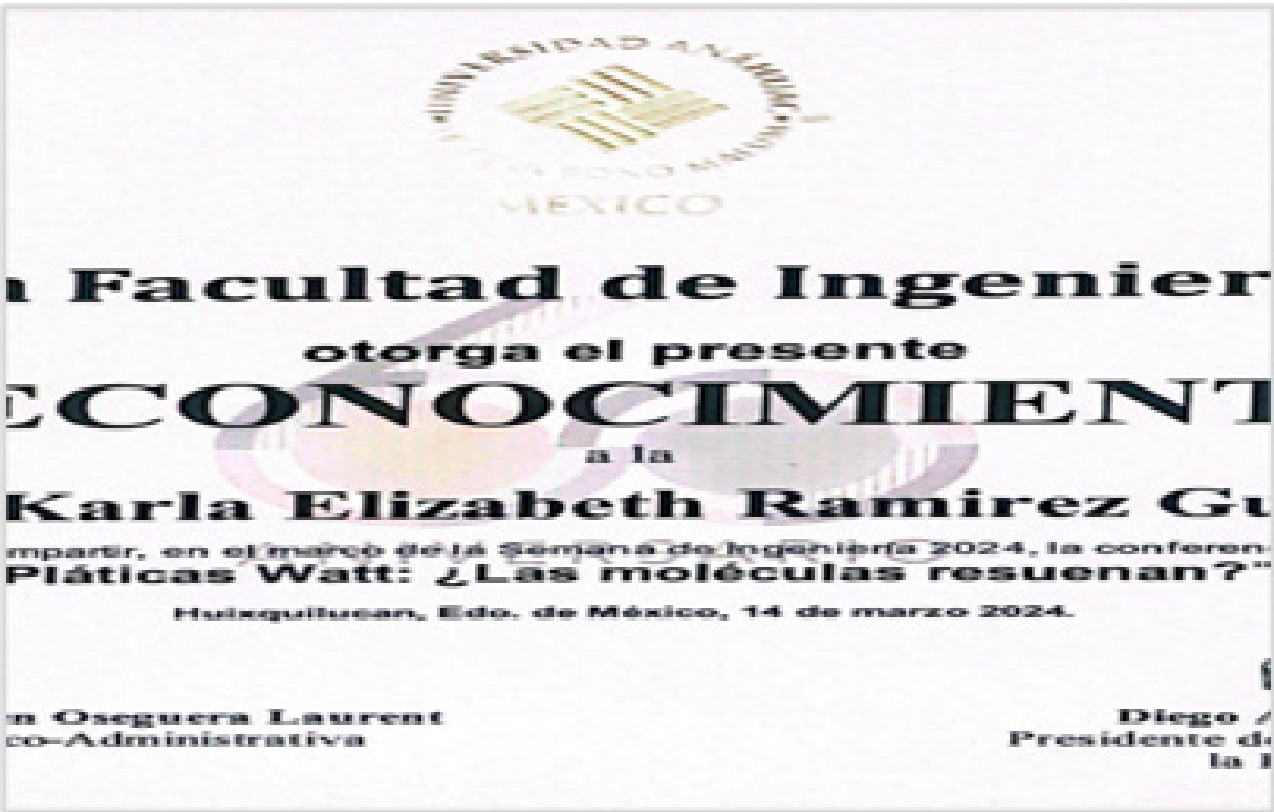 UNIVERSIDAD ANÁHUAC
MÉXICO
Facultad de Ingenier
otorga el presente
ECONOCIMIENT
a la
Karla Elizabeth Ramirez Gu
mpartir, en el marco de la Semana de Ingeniería 2024, la conferen
Pláticas Watt: ¿Las moléculas resuenan?"
Huixquilucan, Edo. de México, 14 de marzo 2024.
n Oseguera Laurent
Diego
co-Administrativa
Presidente d
la